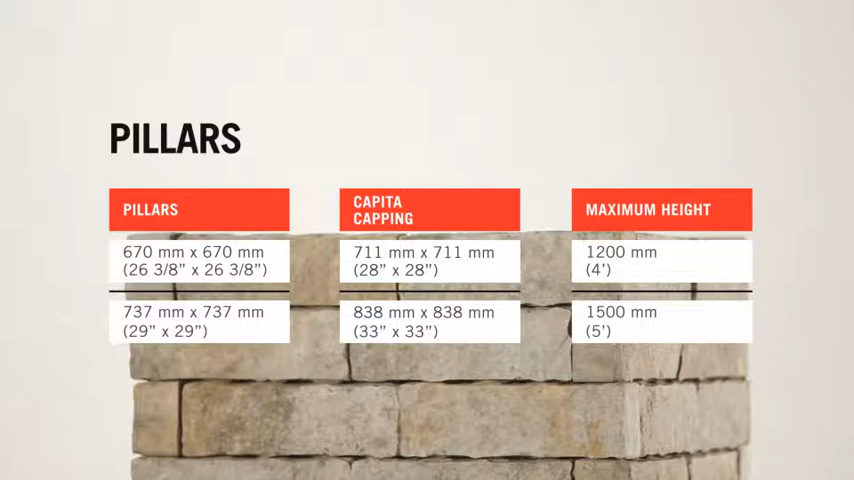 PILLARS
PILLARS
CAPITA
CAPPING
MAXIMUM HEIGHT
670 mm x 670 mm
(26 3/8” x 26 3/8”)
711 mm x 711 mm
(28” x 28”)
1200 mm
(4’)
737 mm x 737 mm
(29” x 29”)
838 mm x 838 mm
(33” x 33”)
1500 mm
(5’)